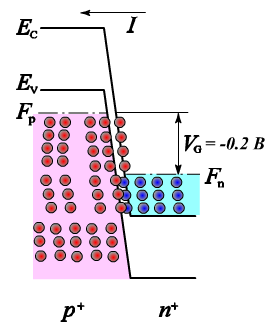 I
E_C
E_V
F_p
V_G = -0.2 В
F_n
p⁺ n⁺